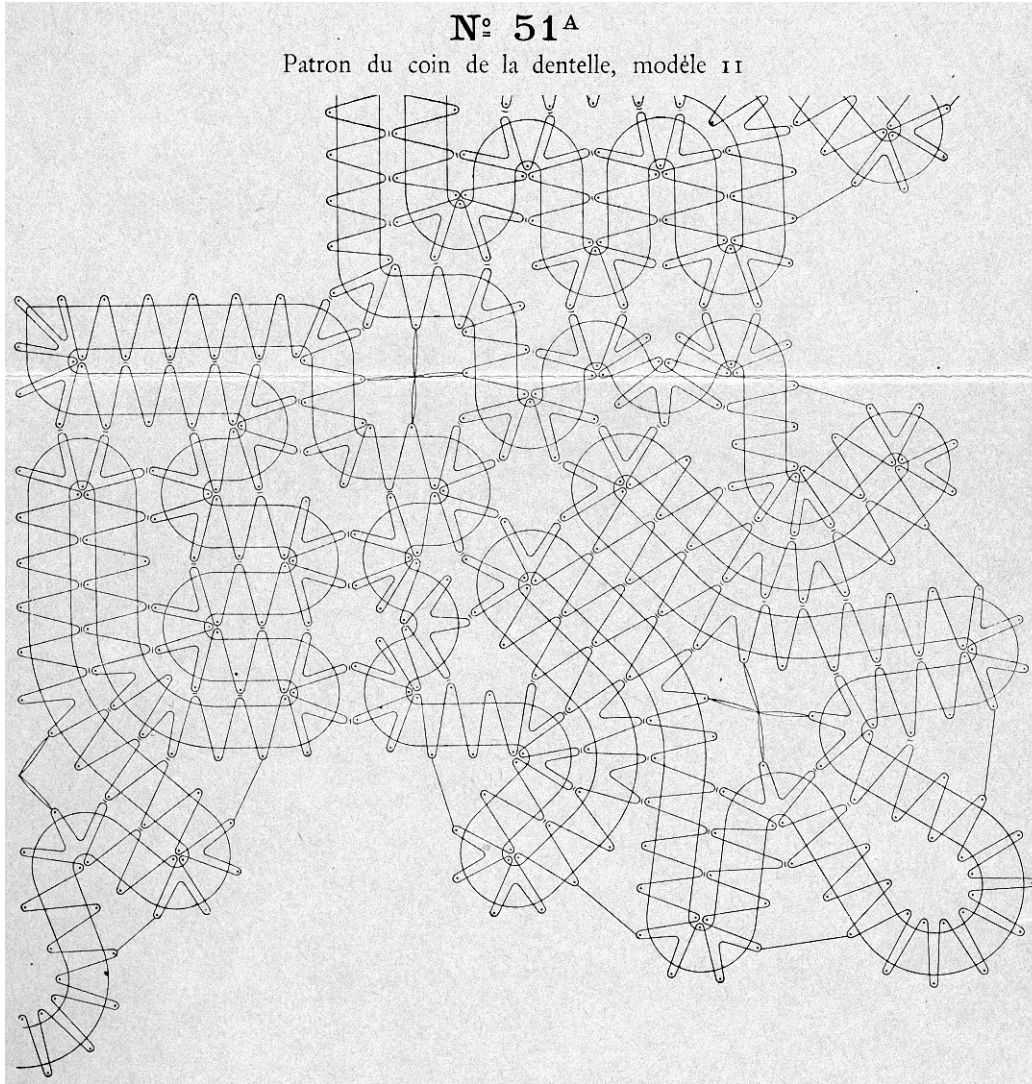 Nº 51ᴬ
Patron du coin de la dentelle, modèle 11